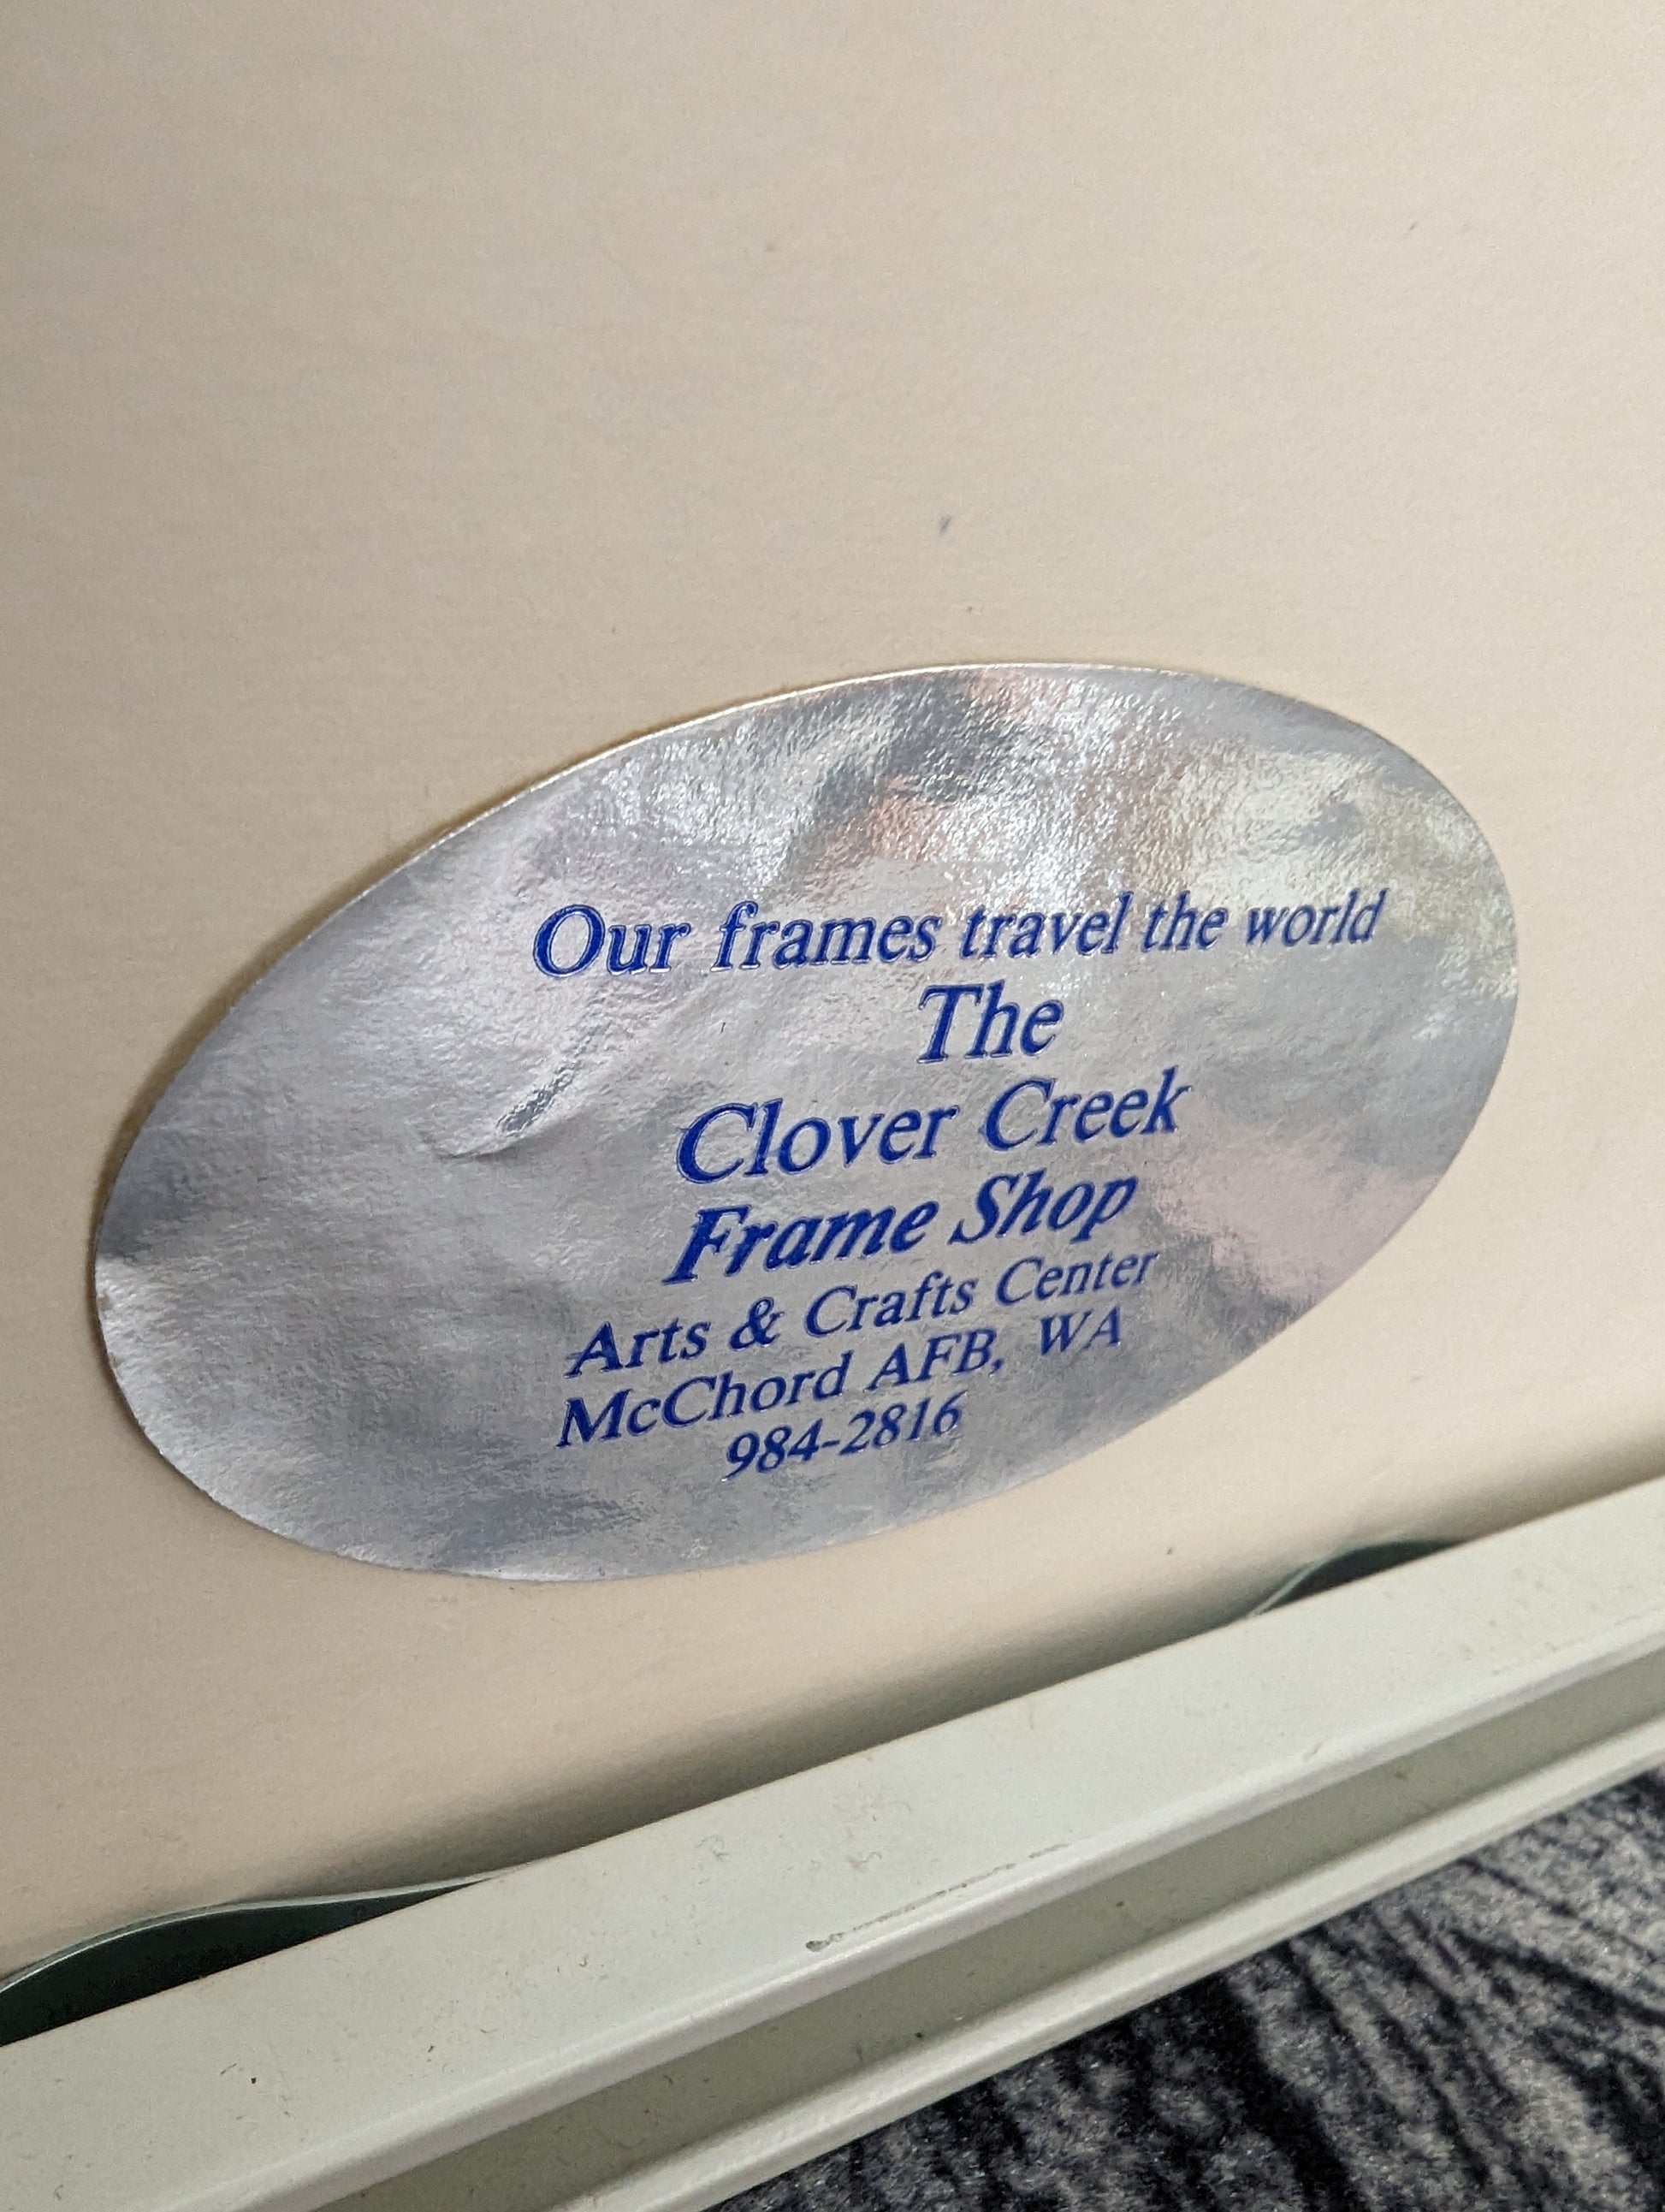 Our frames travel the world
The
Clover Creek
Frame Shop
Arts & Crafts Center
McChord AFB, WA
984-2816